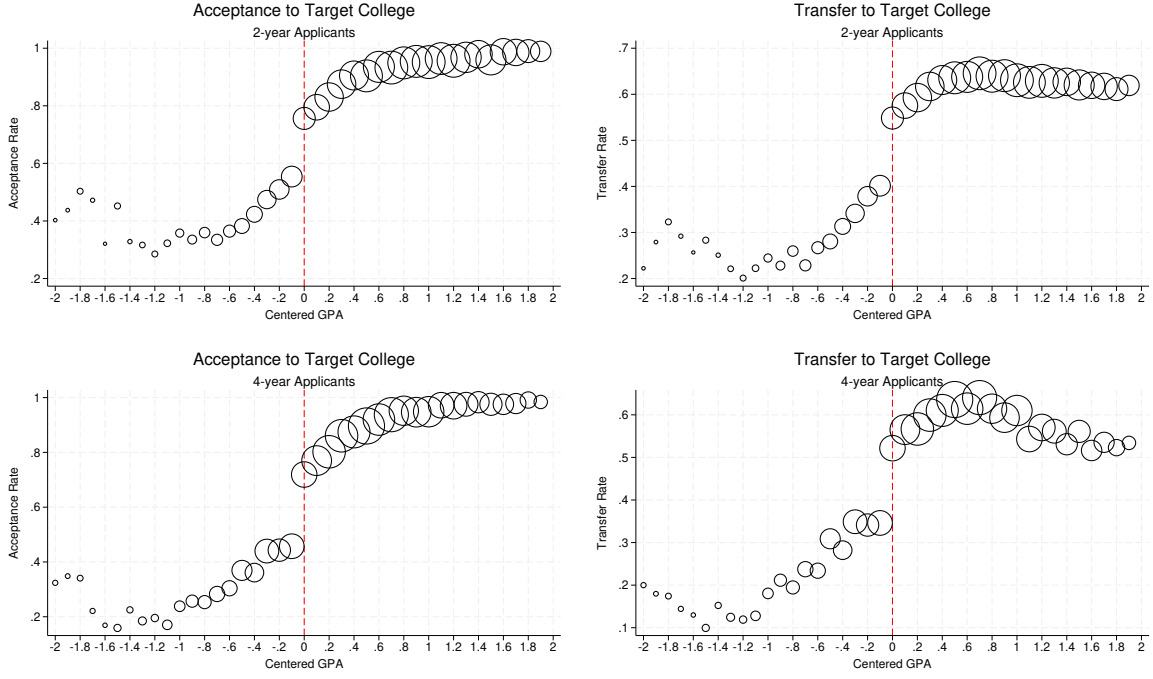 Acceptance to Target College
2-year Applicants
1
.8
.6
.4
.2
Acceptance Rate
-2 -1.8 -1.6 -1.4 -1.2 -1 -.8 -.6 -.4 -.2 0 .2 .4 .6 .8 1 1.2 1.4 1.6 1.8 2
Centered GPA
Transfer to Target College
2-year Applicants
.7
.6
.5
.4
.3
.2
Transfer Rate
-2 -1.8 -1.6 -1.4 -1.2 -1 -.8 -.6 -.4 -.2 0 .2 .4 .6 .8 1 1.2 1.4 1.6 1.8 2
Centered GPA
Acceptance to Target College
4-year Applicants
1
.8
.6
.4
.2
Acceptance Rate
-2 -1.8 -1.6 -1.4 -1.2 -1 -.8 -.6 -.4 -.2 0 .2 .4 .6 .8 1 1.2 1.4 1.6 1.8 2
Centered GPA
Transfer to Target College
4-year Applicants
.6
.5
.4
.3
.2
.1
Transfer Rate
-2 -1.8 -1.6 -1.4 -1.2 -1 -.8 -.6 -.4 -.2 0 .2 .4 .6 .8 1 1.2 1.4 1.6 1.8 2
Centered GPA